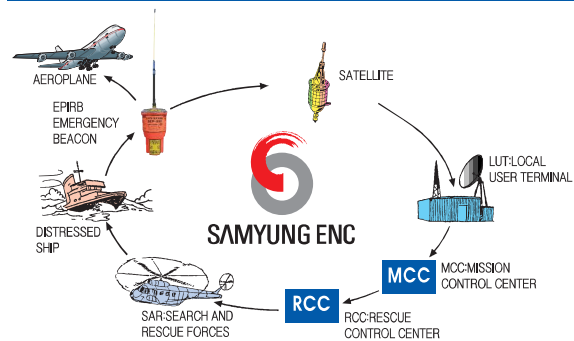 AEROPLANE
EPIRB
EMERGENCY
BEACON
SATELLITE
LUT:LOCAL
USER TERMINAL
DISTRESSED
SHIP
SAMYUNG ENC
MCC
MCC:MISSION
CONTROL CENTER
RCC
RCC:RESCUE
CONTROL CENTER
SAR:SEARCH AND
RESCUE FORCES